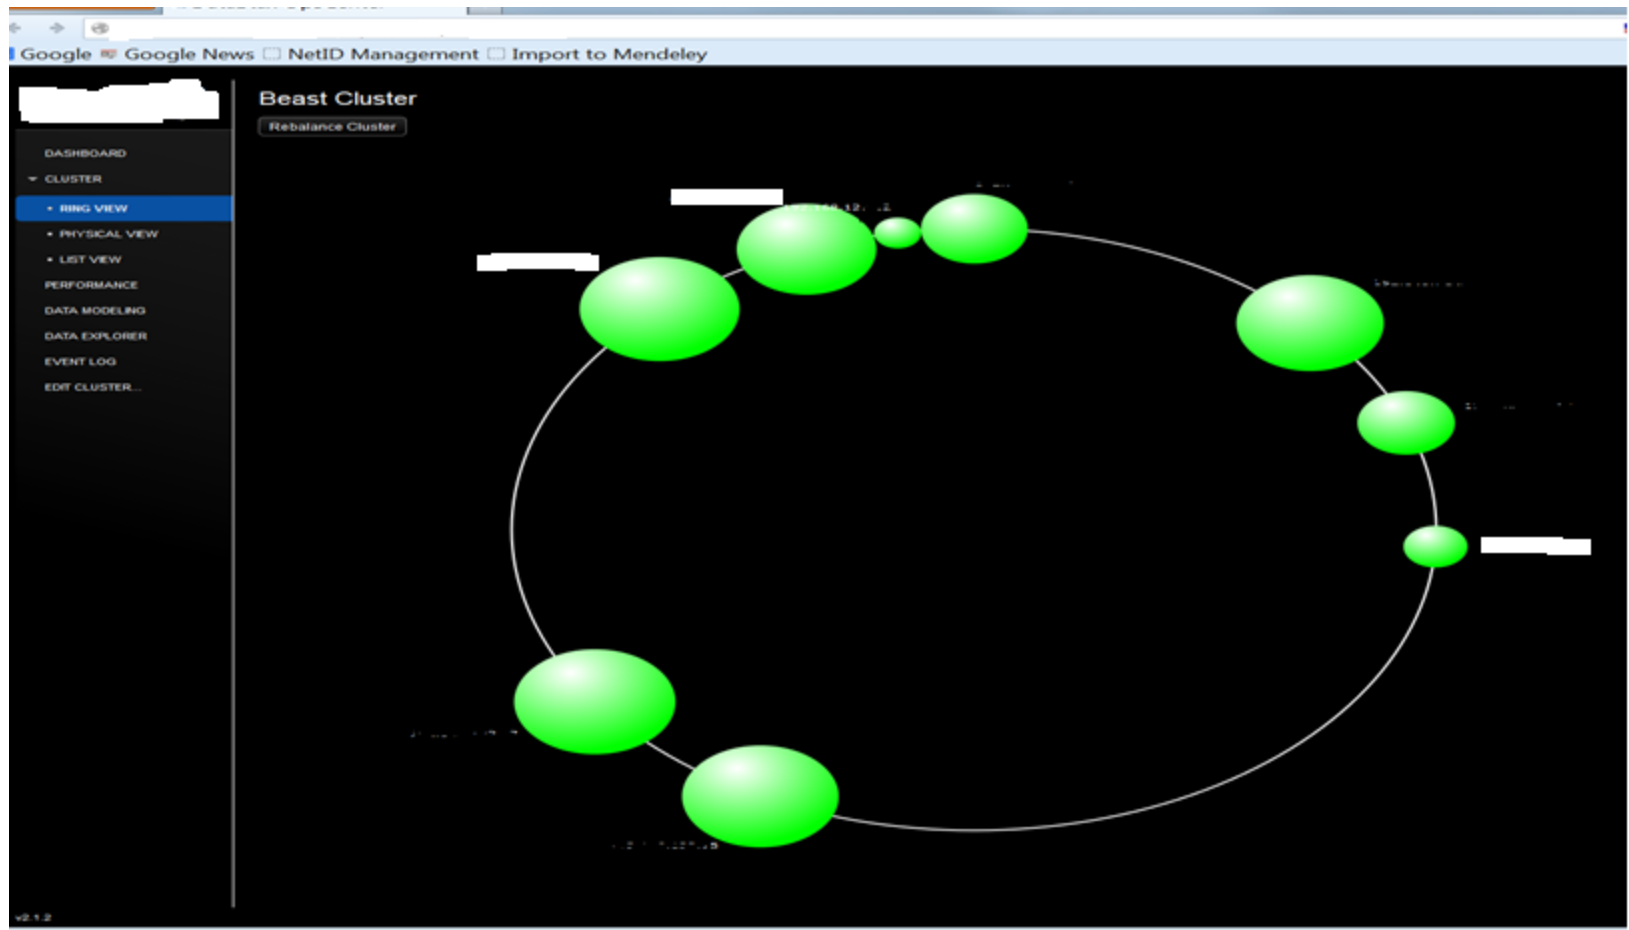 Google Google News NetID Management Import to Mendeley
Beast Cluster
Rebalance Cluster
DASHBOARD
CLUSTER
RING VIEW
PHYSICAL VIEW
LIST VIEW
PERFORMANCE
DATA MODELING
DATA EXPLORER
EVENT LOG
EDIT CLUSTER...
v2.1.2